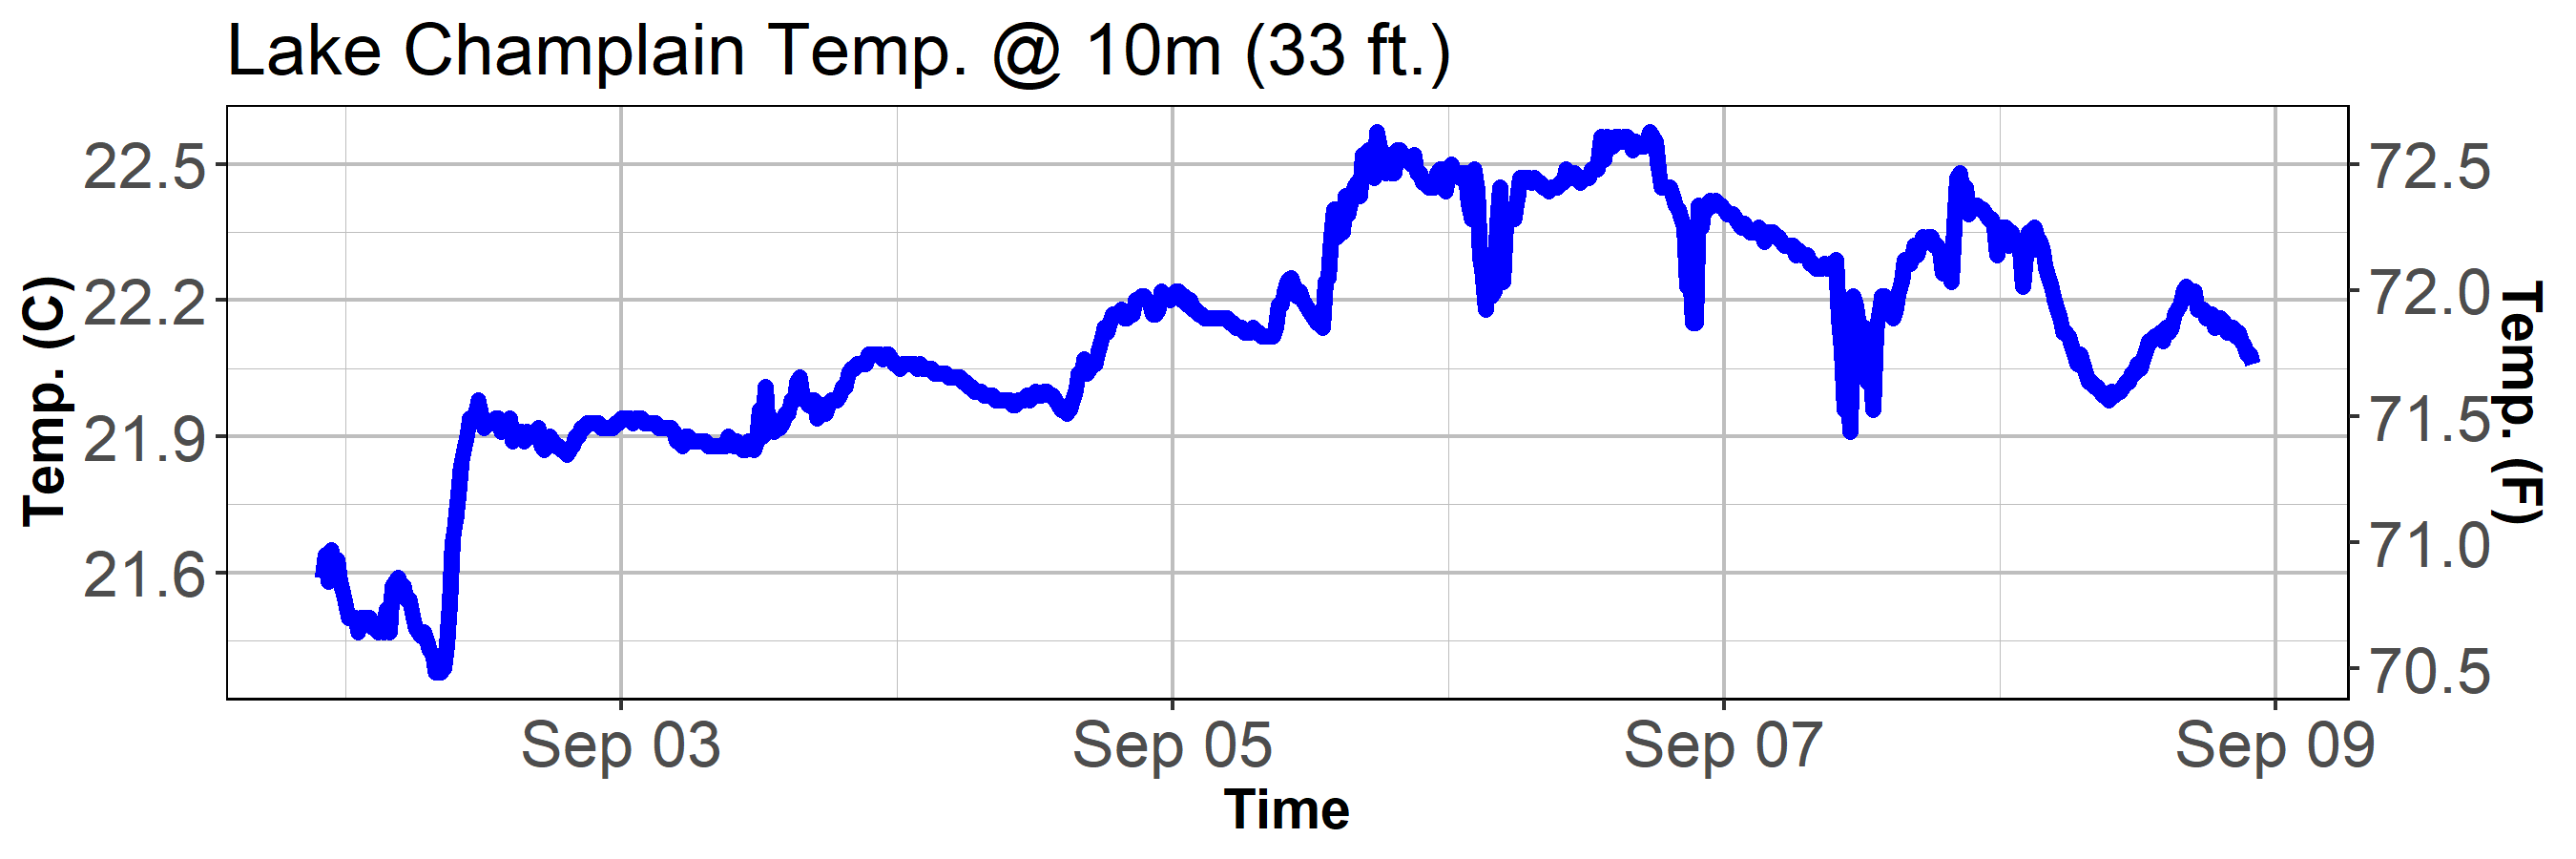 Lake Champlain Temp. @ 10m (33 ft.)
Temp. (C)
22.5
22.2
21.9
21.6
72.5
72.0
71.5
71.0
70.5
Temp. (F)
Sep 03 Sep 05 Sep 07 Sep 09
Time